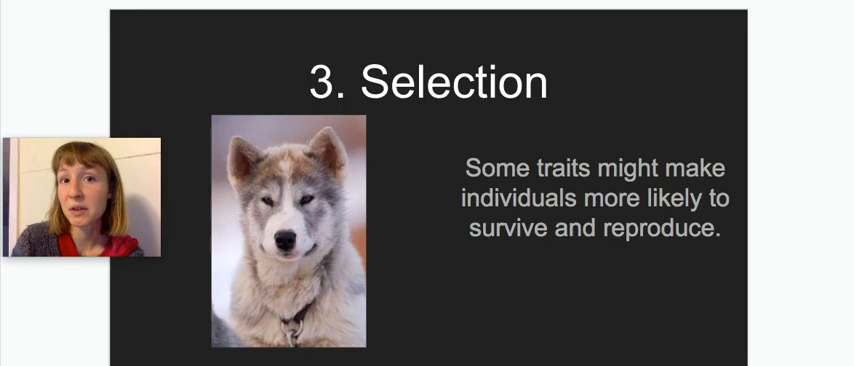 3. Selection
Some traits might make
individuals more likely to
survive and reproduce.